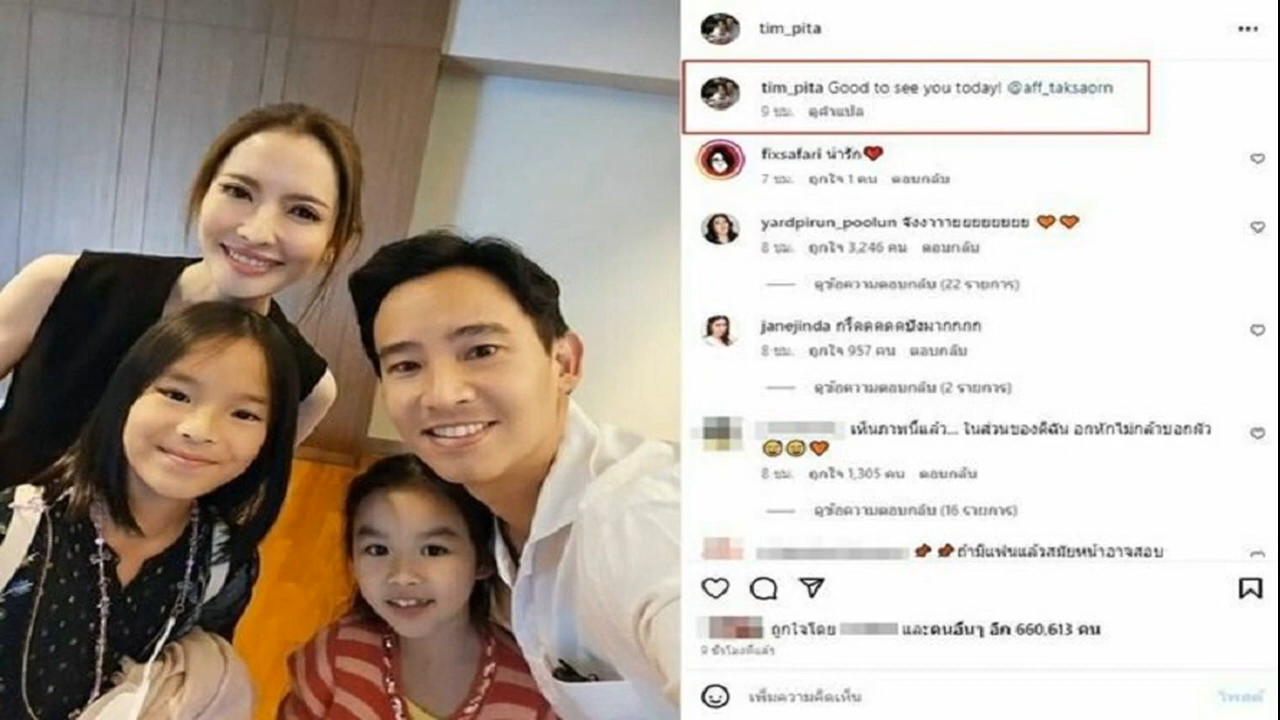 tim_pita
tim_pita Good to see you today! @aff_taksaorn
9 ชม. ดูคำแปล
fixsafari น่ารัก
7 ชม. ถูกใจ 1 คน ตอบกลับ
yardpirun_poolun จังงาาายยยยยยยย
8 ชม. ถูกใจ 3,246 คน ตอบกลับ
ดูข้อความตอบกลับ (22 รายการ)
janejinda กรี๊ดดดดดปังมากกกก
8 ชม. ถูกใจ 957 คน ตอบกลับ
ดูข้อความตอบกลับ (2 รายการ)
เห็นภาพนี้แล้ว... ในส่วนของดิฉัน อกหักไม่กล้าบอกผัว
8 ชม. ถูกใจ 1,305 คน ตอบกลับ
ดูข้อความตอบกลับ (16 รายการ)
ถ้ามีแฟนแล้วสมัยหน้าอาจสอบ
ถูกใจโดย และคนอื่นๆ อีก 660,613 คน
9 ชั่วโมงที่แล้ว
เพิ่มความคิดเห็น
โพสต์